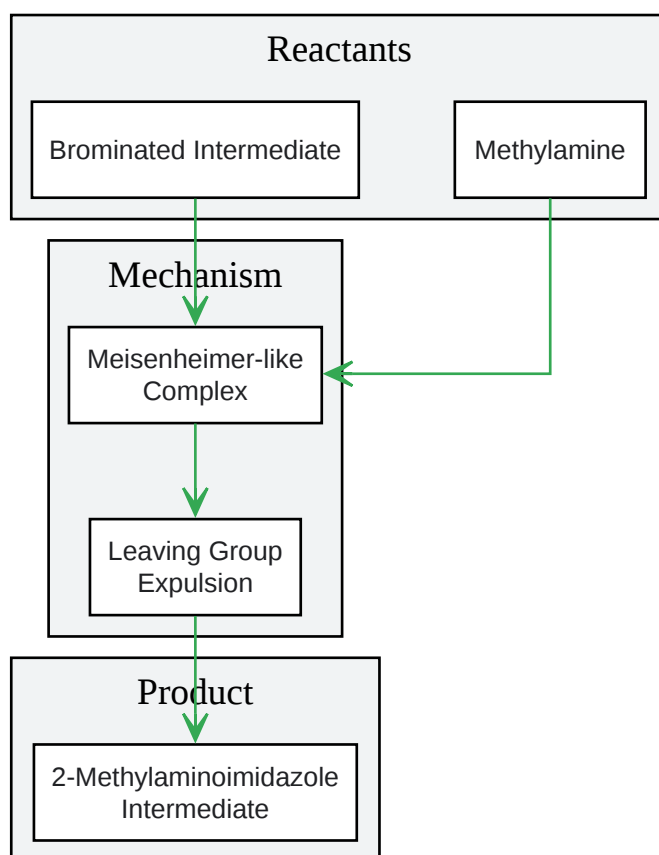 Reactants
Brominated Intermediate
Methylamine
Mechanism
Meisenheimer-like
Complex
Leaving Group
Expulsion
Product
2-Methylaminoimidazole
Intermediate